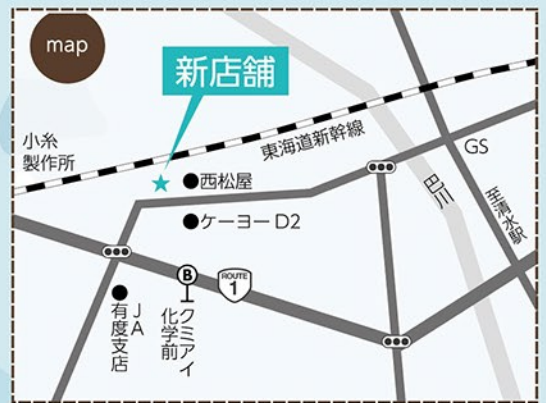 map
新店舗
小糸
製作所
東海道新幹線
GS
西松屋
巴川
至清水駅
ケーヨーD2
B
ROUTE
1
JA
有度支店
クミアイ
化学前